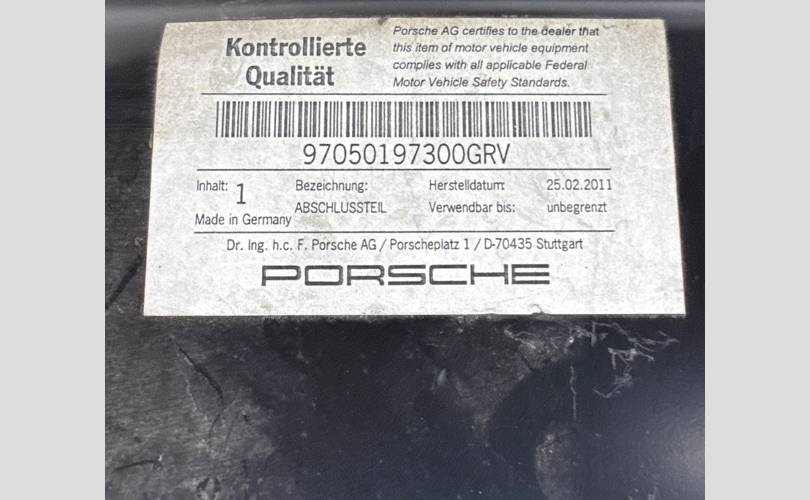 Kontrollierte
Qualität
Porsche AG certifies to the dealer that
this item of motor vehicle equipment
complies with all applicable Federal
Motor Vehicle Safety Standards.
97050197300GRV
Inhalt: 1
Made in Germany
Bezeichnung:
ABSCHLUSSTEIL
Herstelldatum: 25.02.2011
Verwendbar bis: unbegrenzt
Dr. Ing. h.c. F. Porsche AG / Porscheplatz 1 / D-70435 Stuttgart
PORSCHE